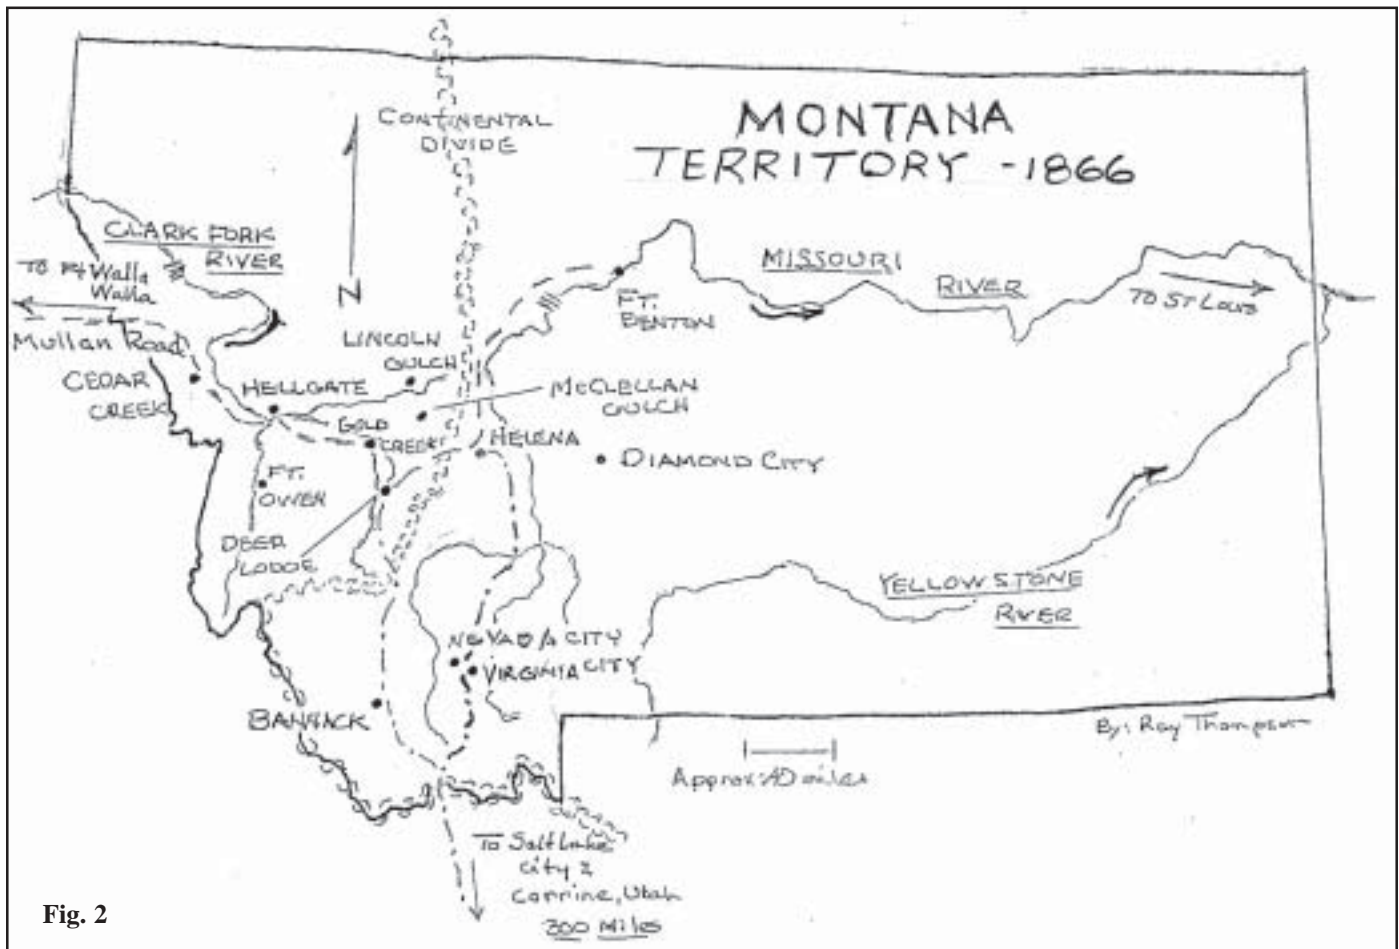 MONTANA
TERRITORY - 1866
CONTINENTAL
DIVIDE
CLARK FORK
RIVER
TO Ft Walla
Walla
Mullan Road
N
CEDAR
CREEK
HELLGATE
LINCOLN
GULCH
GOLD
CREEK
McCLELLAN
GULCH
HELENA
DIAMOND CITY
FT.
BENTON
MISSOURI
RIVER
TO St Louis
FT.
OWEN
DEER
LODGE
YELLOWSTONE
RIVER
NEVADA CITY
VIRGINIA CITY
BANNACK
By: Ray Thompson
Approx: 40 miles
To Salt Lake
City &
Corrine, Utah
300 Miles
Fig. 2